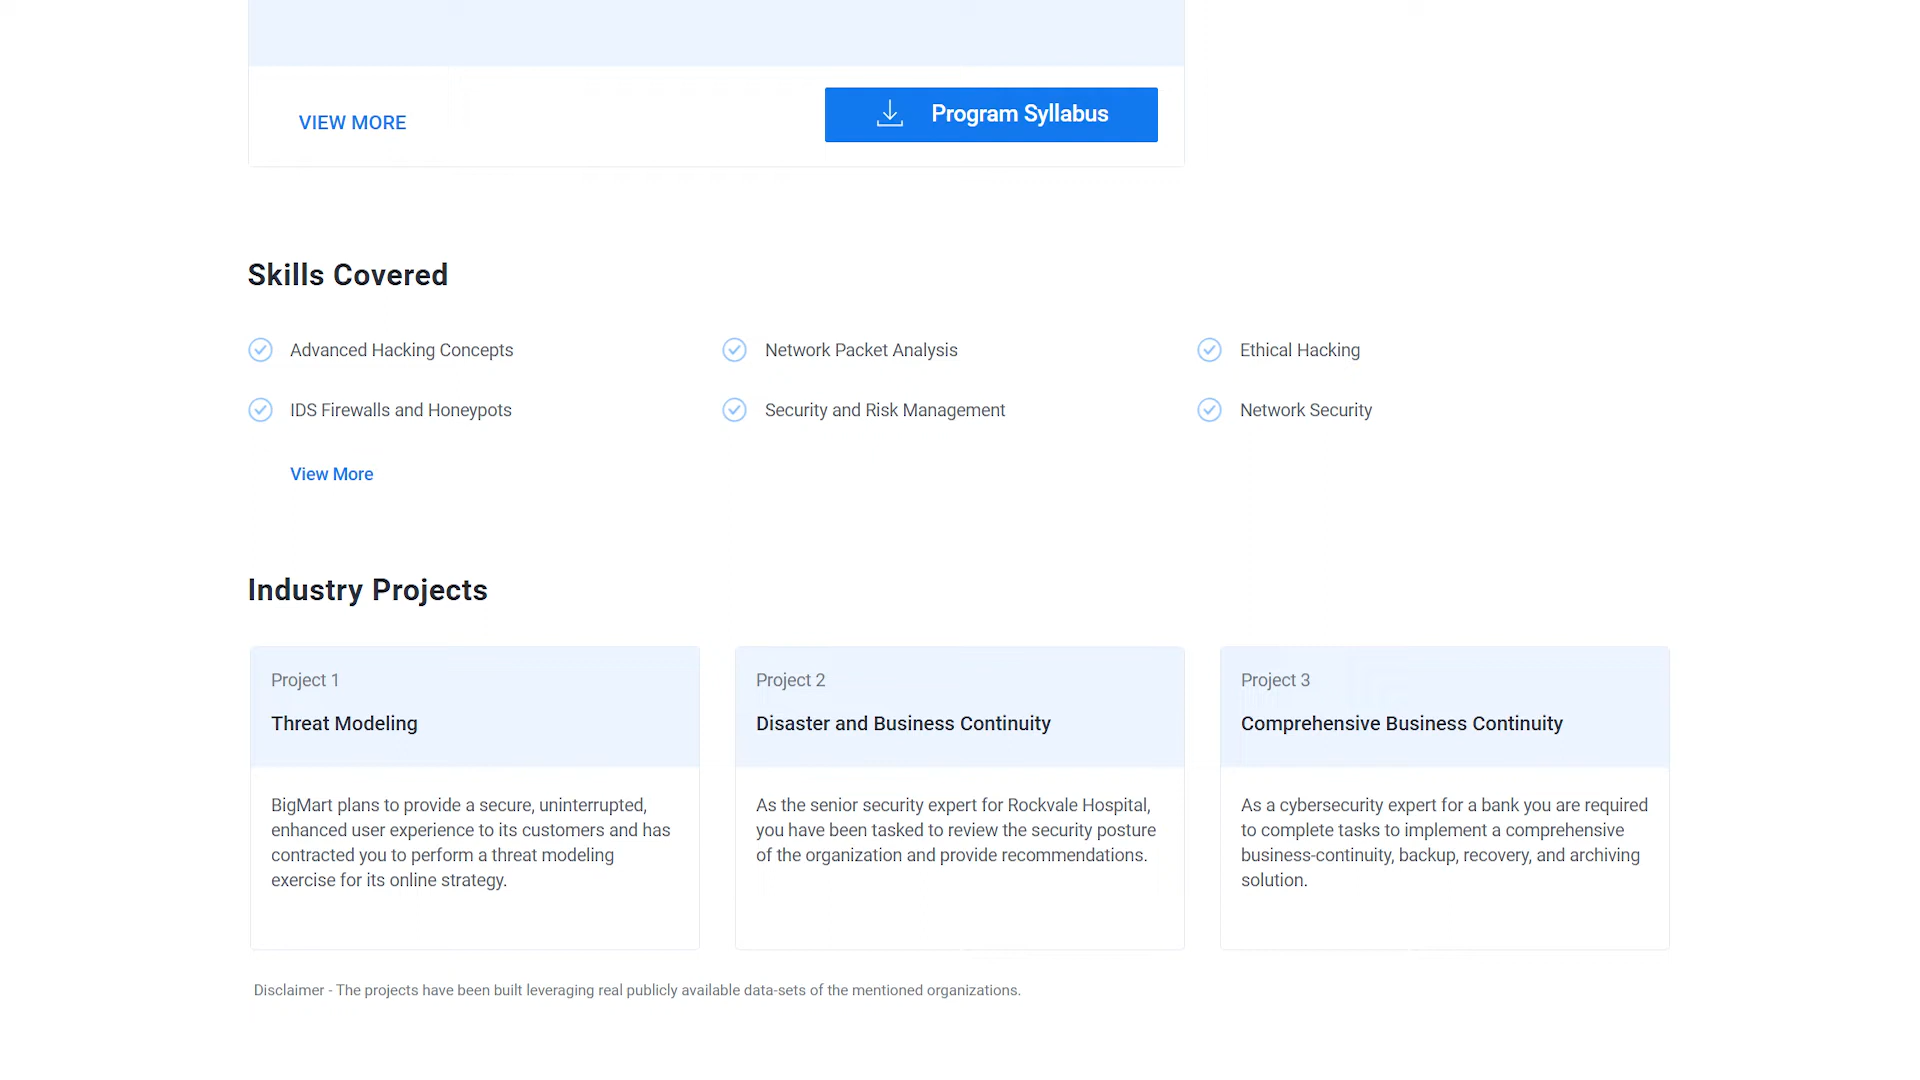 VIEW MORE
Program Syllabus
Skills Covered
Advanced Hacking Concepts
Network Packet Analysis
Ethical Hacking
IDS Firewalls and Honeypots
Security and Risk Management
Network Security
View More
Industry Projects
Project 1
Threat Modeling
BigMart plans to provide a secure, uninterrupted,
enhanced user experience to its customers and has
contracted you to perform a threat modeling
exercise for its online strategy.
Project 2
Disaster and Business Continuity
As the senior security expert for Rockvale Hospital,
you have been tasked to review the security posture
of the organization and provide recommendations.
Project 3
Comprehensive Business Continuity
As a cybersecurity expert for a bank you are required
to complete tasks to implement a comprehensive
business-continuity, backup, recovery, and archiving
solution.
Disclaimer - The projects have been built leveraging real publicly available data-sets of the mentioned organizations.